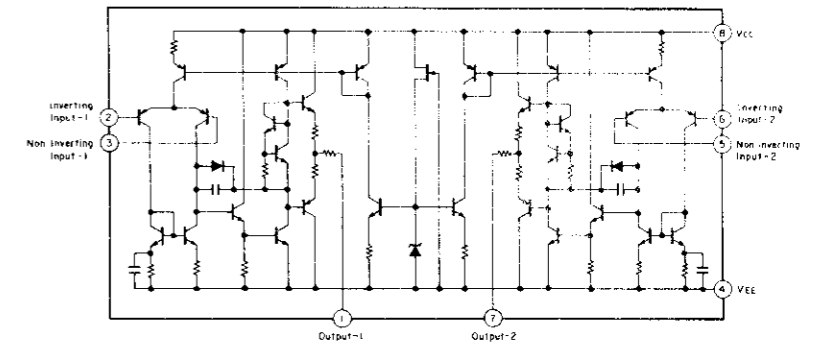 8 VCC
Inverting
Input-1
2
3
Non Inverting
Input-1
6
Inverting
Input-2
5
Non Inverting
Input-2
4 VEE
1
Output-1
7
Output-2